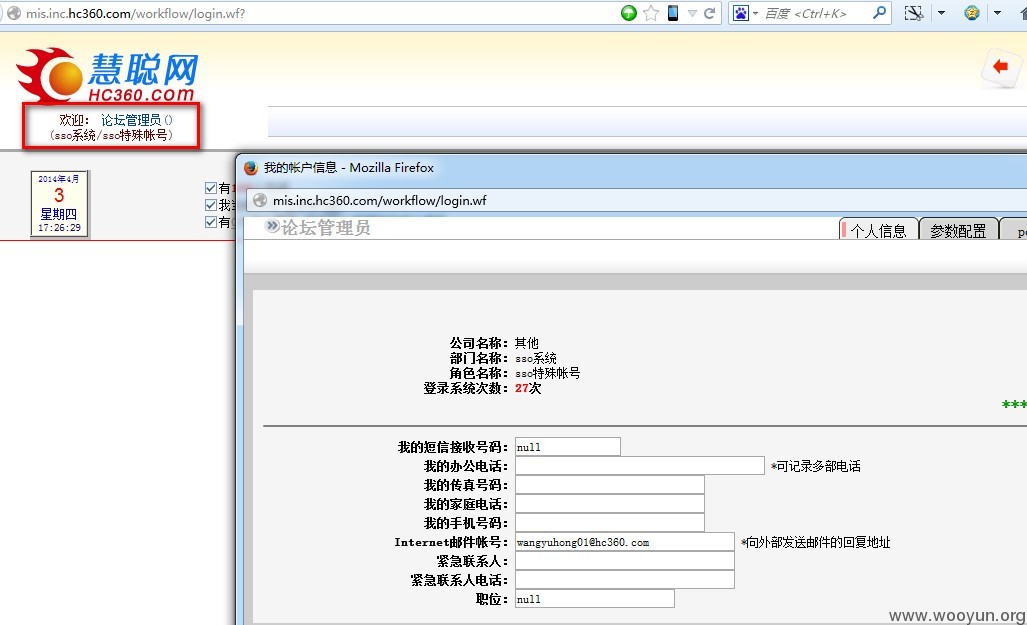 mis.inc.hc360.com/workflow/login.wf?
百度 <Ctrl+K>
慧聪网
HC360.com
欢迎： 论坛管理员()
(sso系统/sso特殊帐号)
2014年4月
3
星期四
17:26:29
有
我
有
我的帐户信息 - Mozilla Firefox
mis.inc.hc360.com/workflow/login.wf
论坛管理员
个人信息
参数配置
公司名称：其他
部门名称：sso系统
角色名称：sso特殊帐号
登录系统次数：27次
***
我的短信接收号码：null
我的办公电话： *可记录多部电话
我的传真号码：
我的家庭电话：
我的手机号码：
Internet邮件帐号：wangyuhong01@hc360.com *向外部发送邮件的回复地址
紧急联系人：
紧急联系人电话：
职位：null
www.wooyun.org